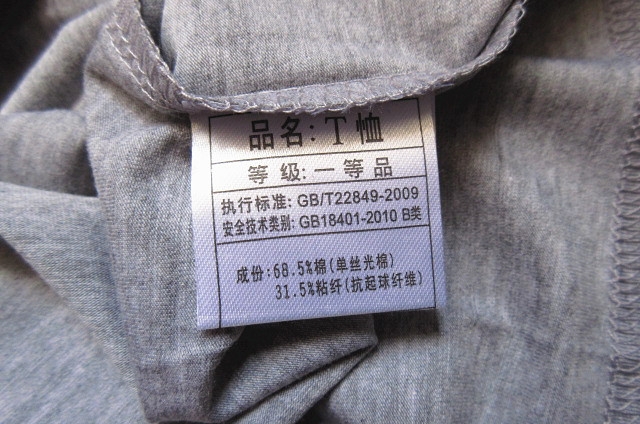 品名: T恤
等级: 一等品
执行标准: GB/T22849-2009
安全技术类别: GB18401-2010 B类
成份: 68.5%棉(单丝光棉)
31.5%粘纤(抗起球纤维)